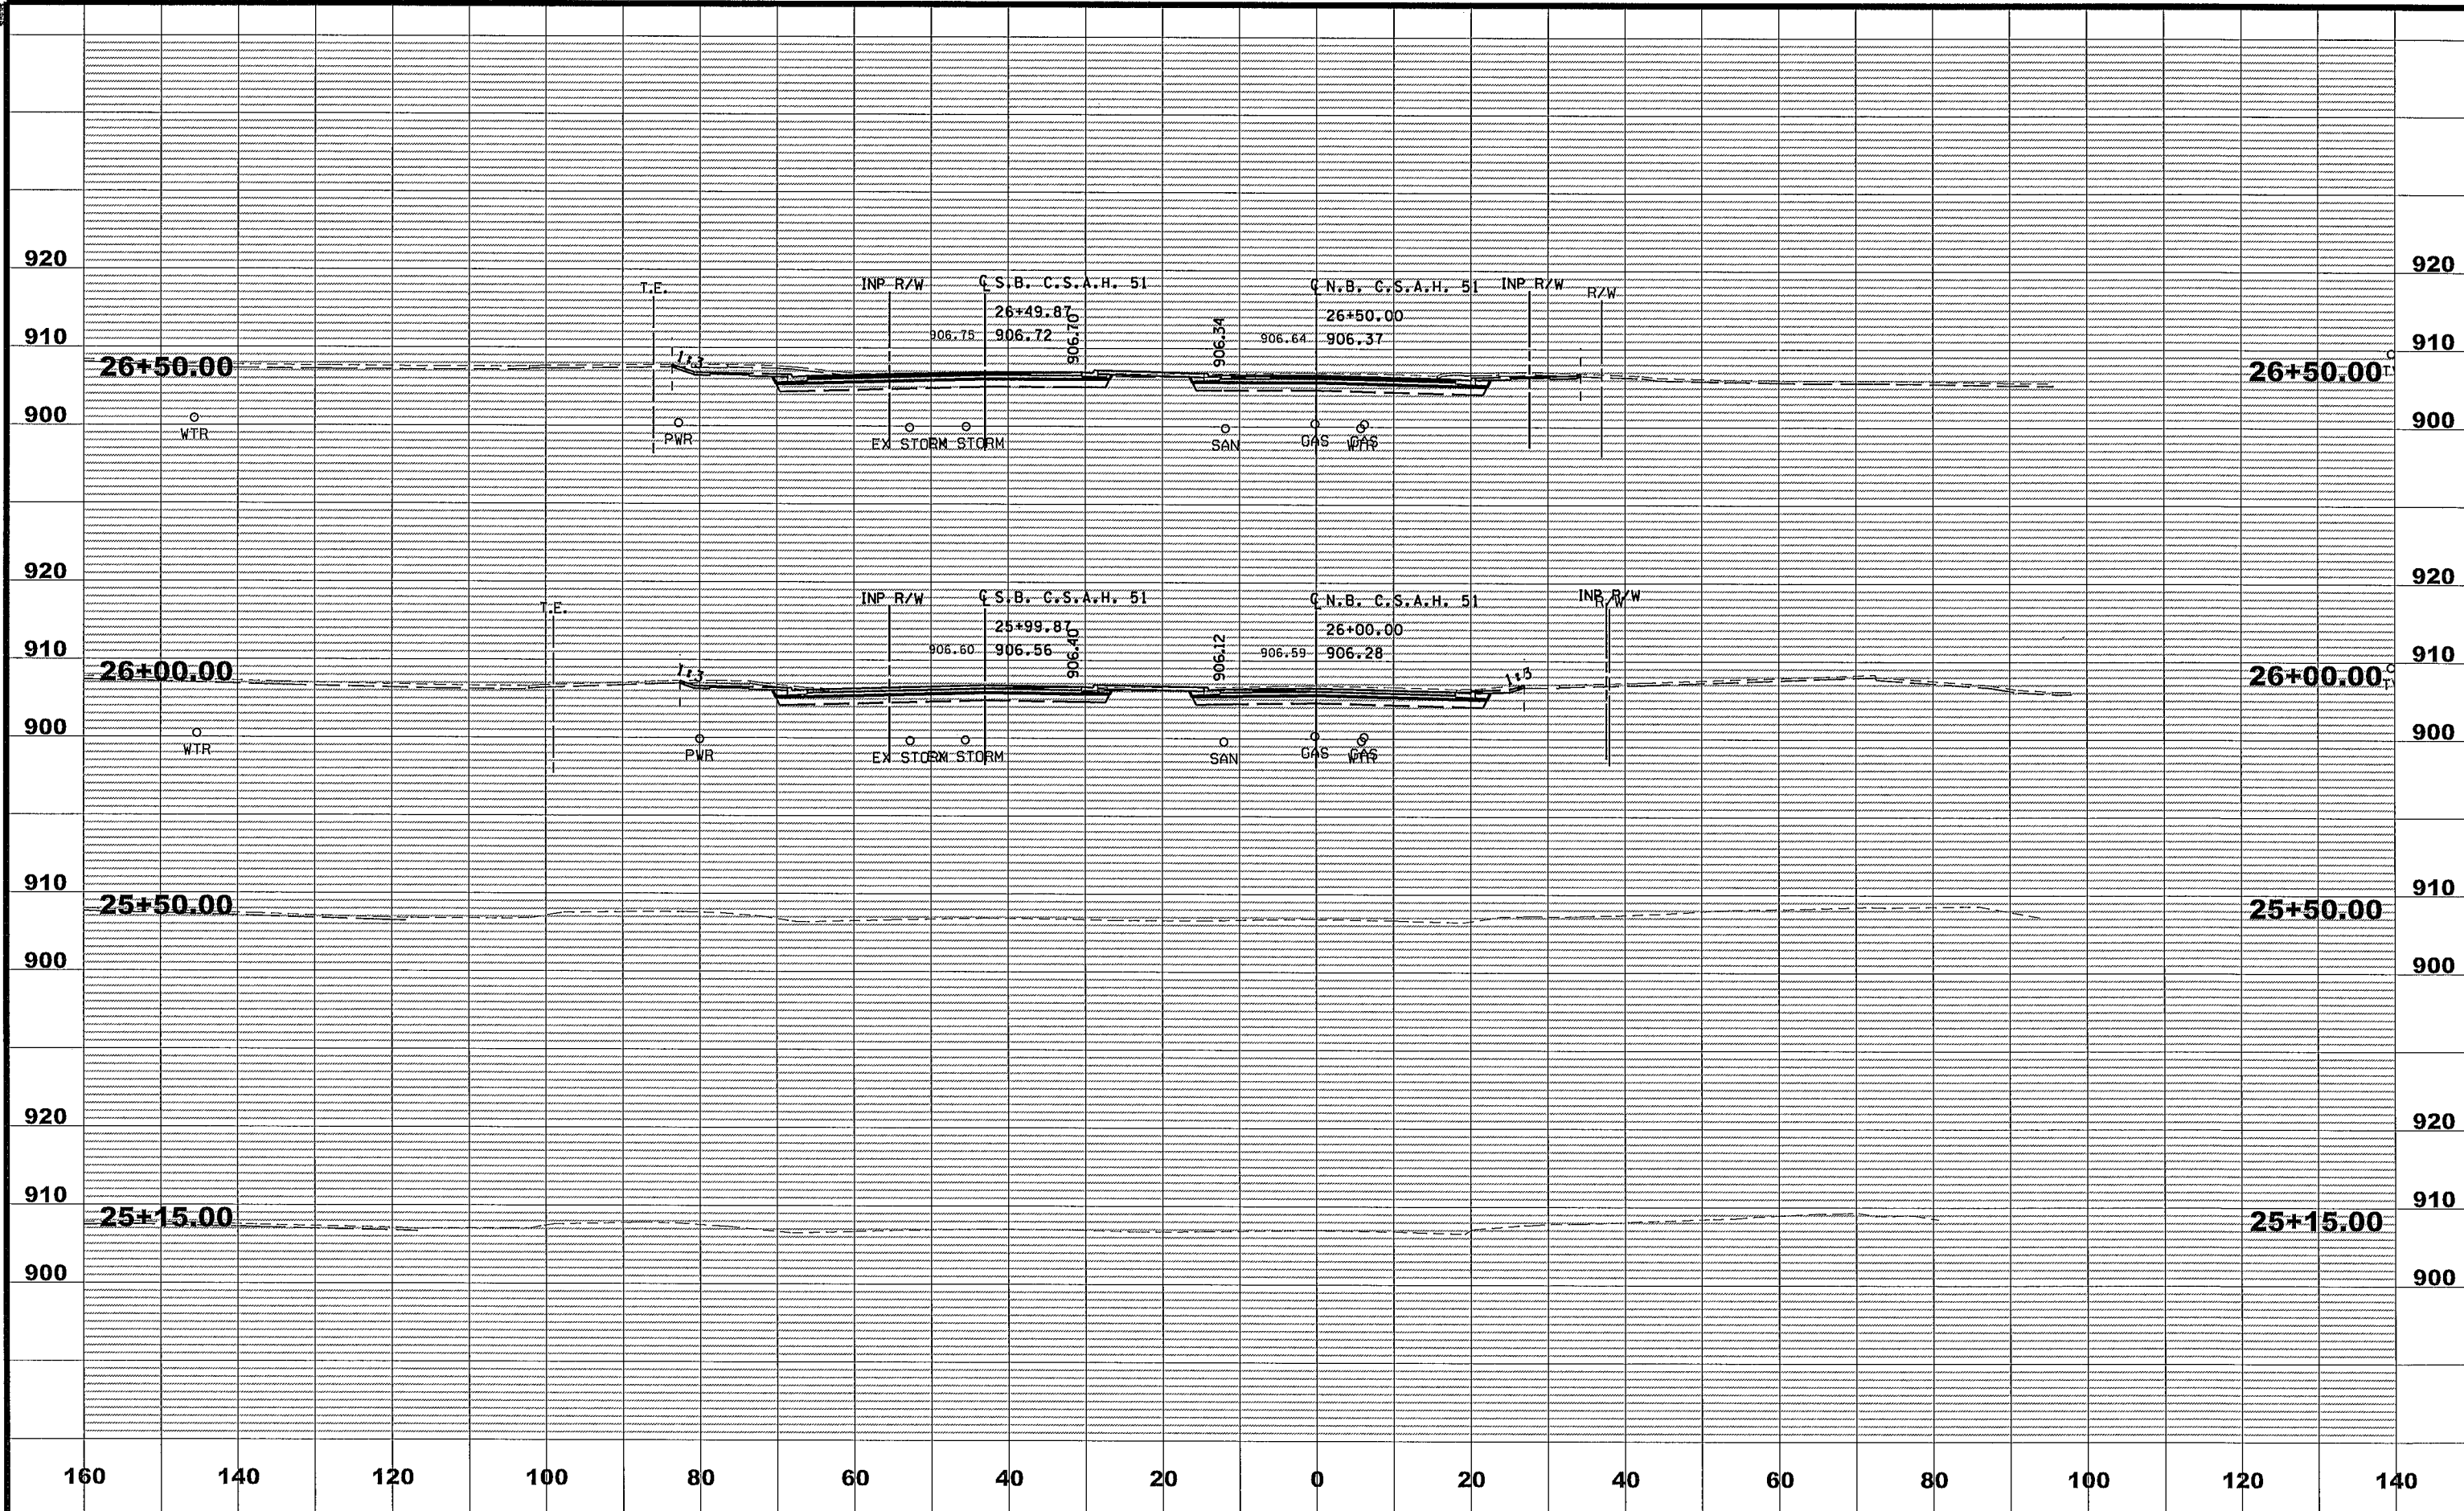 920 920
T.E. INP R/W ℄ S.B. C.S.A.H. 51 ℄ N.B. C.S.A.H. 51 INP R/W R/W
26+49.87 26+50.00
906.75 906.72 906.70 906.34 906.64 906.37
910 910
1:3
26+50.00 26+50.00
900 900
WTR PWR EX STORM EX STORM SAN GAS GAS WTR
920 920
T.E. INP R/W ℄ S.B. C.S.A.H. 51 ℄ N.B. C.S.A.H. 51 INP R/W R/W
25+99.87 26+00.00
906.60 906.56 906.40 906.12 906.59 906.28
910 910
1:3 1:3
26+00.00 26+00.00
900 900
WTR PWR EX STORM EX STORM SAN GAS GAS WTR
910 910
25+50.00 25+50.00
900 900
920 920
910 910
25+15.00 25+15.00
900 900
160 140 120 100 80 60 40 20 0 20 40 60 80 100 120 140